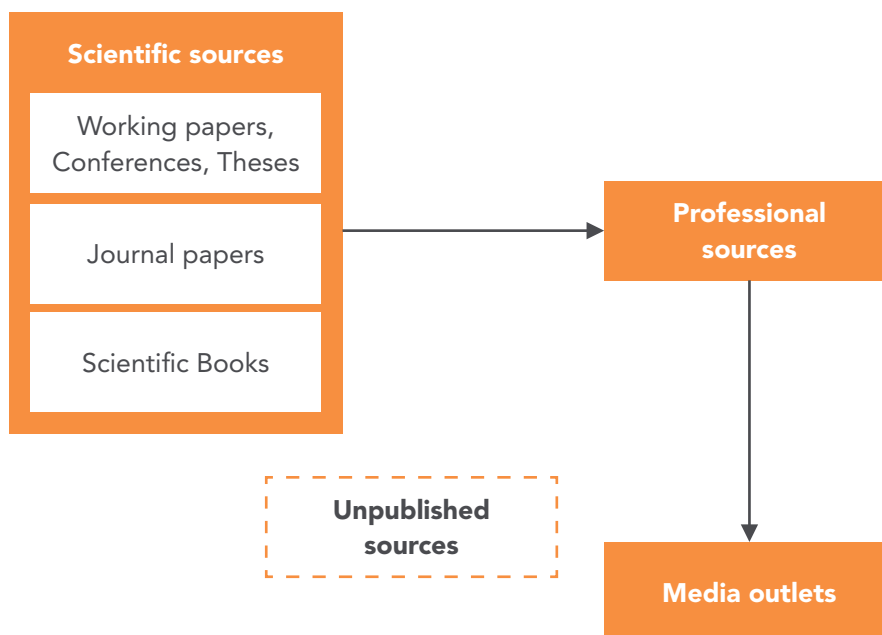 Scientific sources
Working papers,
Conferences, Theses
Journal papers
Scientific Books
Professional
sources
Unpublished
sources
Media outlets